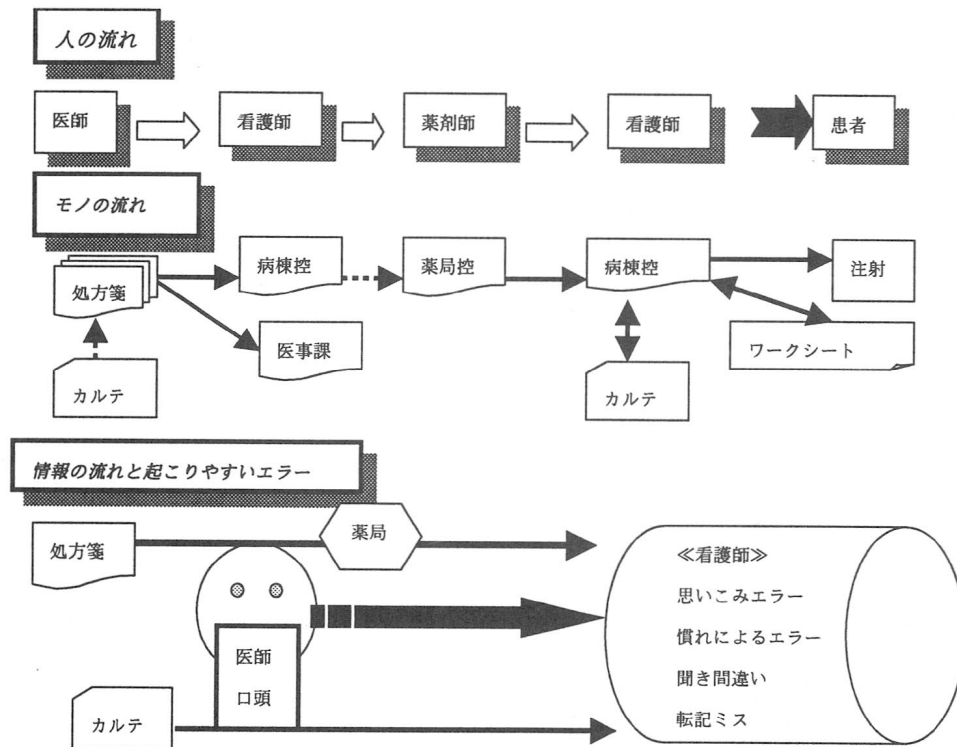 人の流れ
医師
看護師
薬剤師
看護師
患者
モノの流れ
処方箋
病棟控
薬局控
病棟控
注射
医事課
ワークシート
カルテ
カルテ
情報の流れと起こりやすいエラー
処方箋
薬局
医師
口頭
カルテ
≪看護師≫
思いこみエラー
慣れによるエラー
聞き間違い
転記ミス